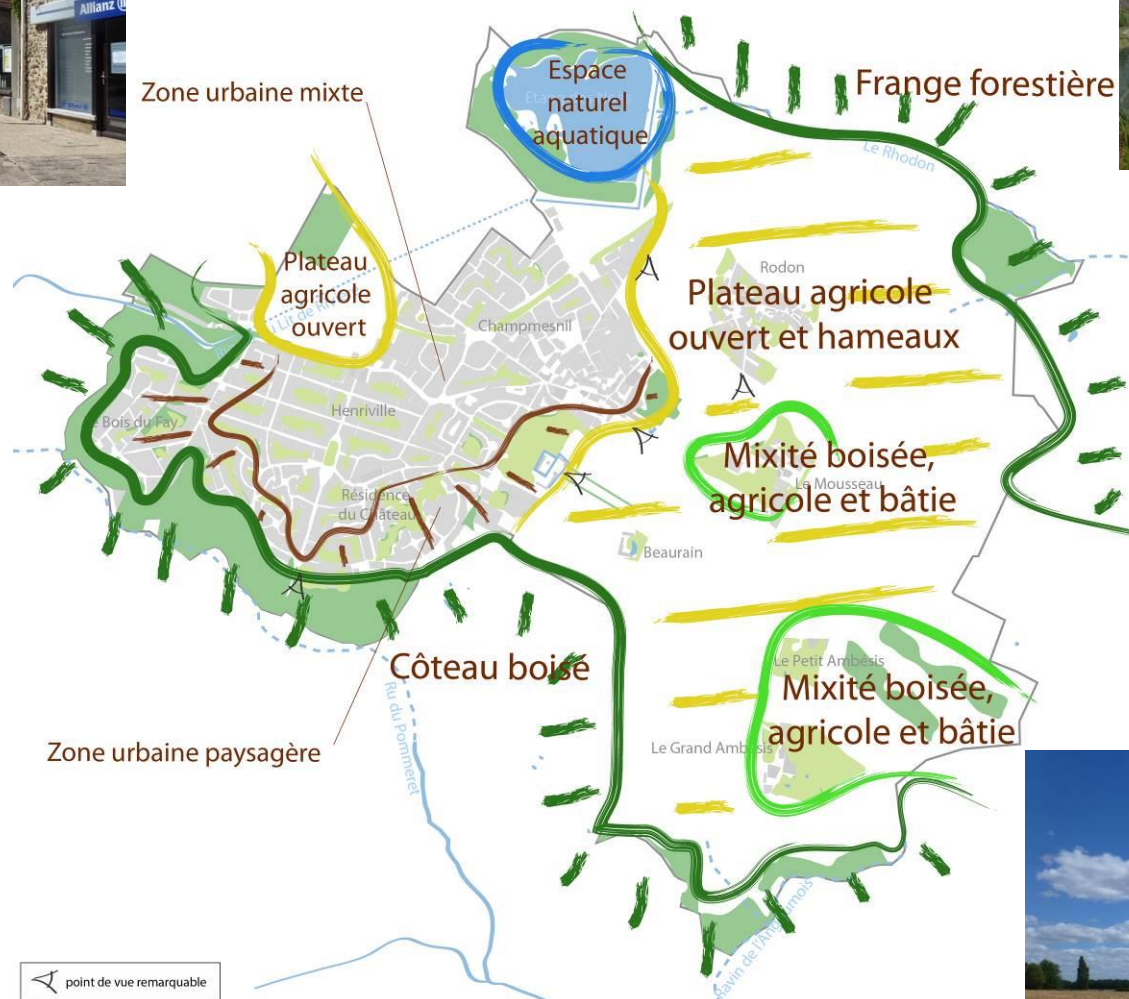 Allianz
Zone urbaine mixte
Espace
naturel
aquatique
Frange forestière
Le Rhodon
Plateau
agricole
ouvert
Rodon
Plateau agricole
ouvert et hameaux
Champmesnil
Henriville
Bois du Fay
Mixité boisée,
Le Mousseau
agricole et bâtie
Résidence
du Château
Beaurain
Côteau boisé
Le Petit Ambésis
Mixité boisée,
agricole et bâtie
Le Grand Ambésis
Zone urbaine paysagère
Ru du Pommeret
Ravin de l'Angoumois
point de vue remarquable